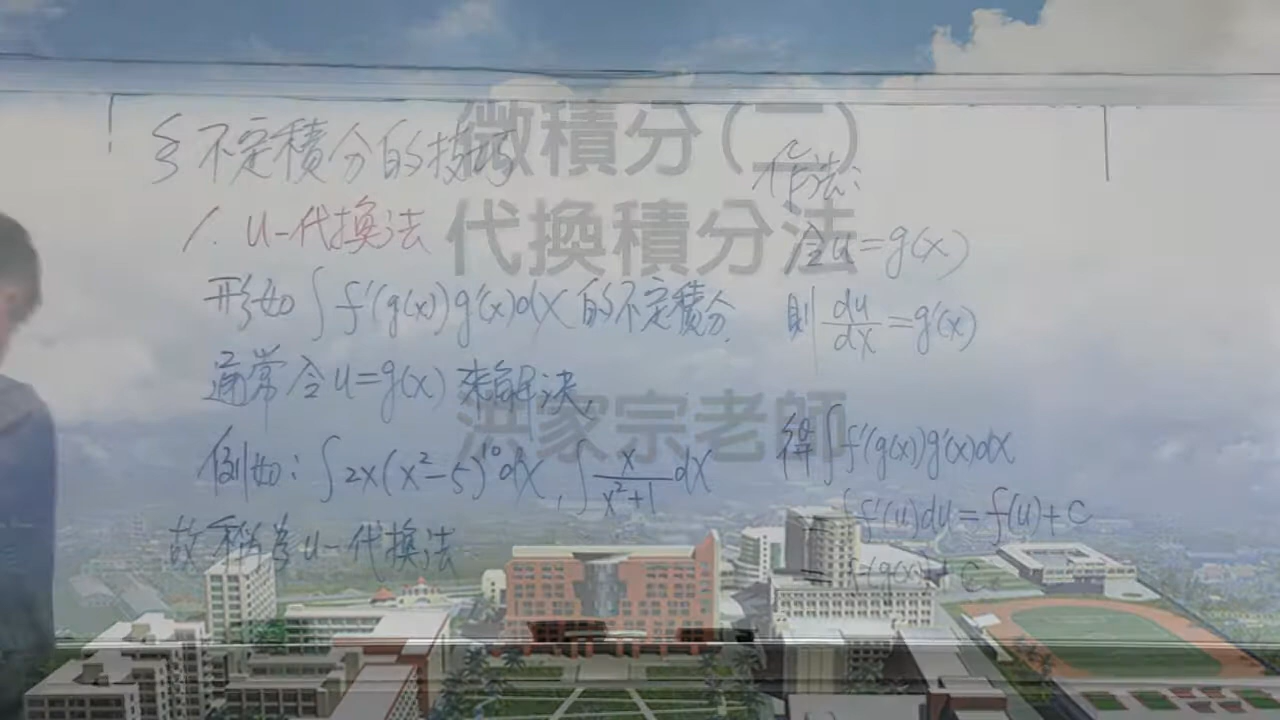 微積分(二)
代換積分法
洪家宗老師
§ 不定積分的技巧
1. u-代換法
形如 ∫ f'(g(x))g'(x)dx 的不定積分,
通常令 u=g(x) 來解決,
例如: ∫ 2x(x²-5)¹⁰dx, ∫ x/(x²+1) dx
故稱為 u-代換法
作法:
令 u=g(x)
則 du/dx = g'(x)
得 ∫ f'(g(x))g'(x)dx
= ∫ f'(u)du = f(u)+c
= f(g(x))+c